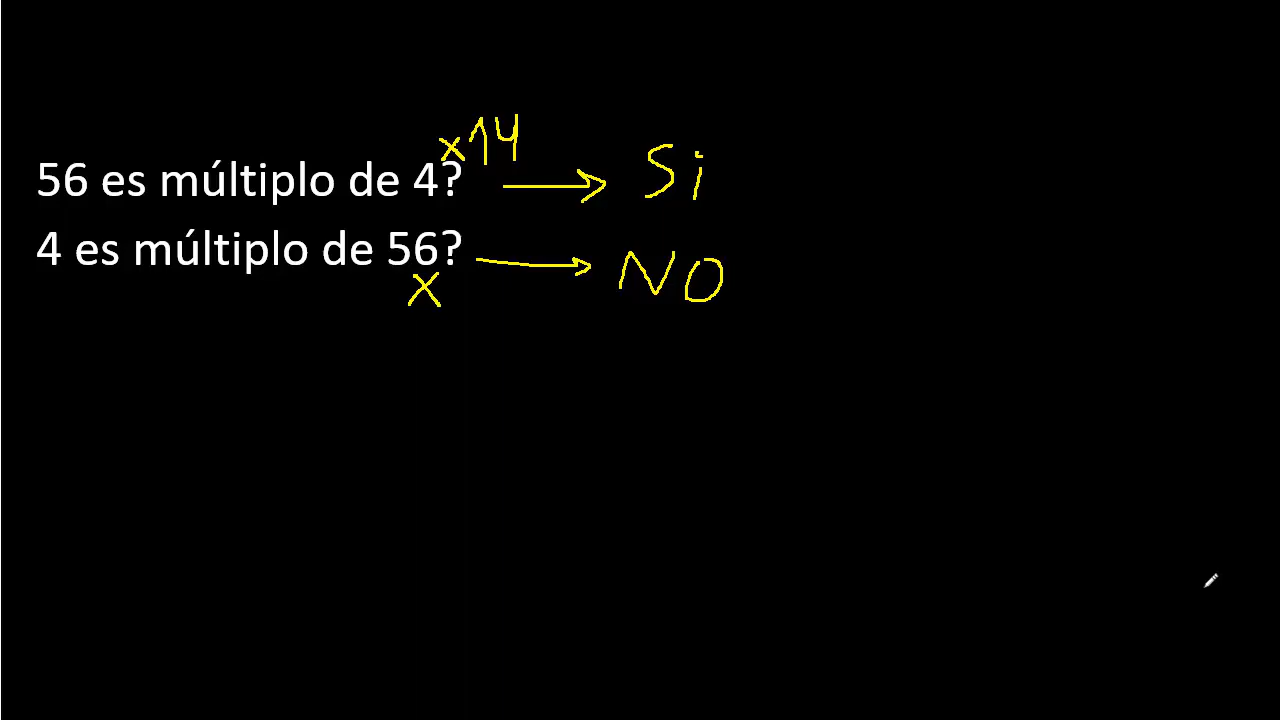 x14
56 es múltiplo de 4? → Si
4 es múltiplo de 56? → NO
x